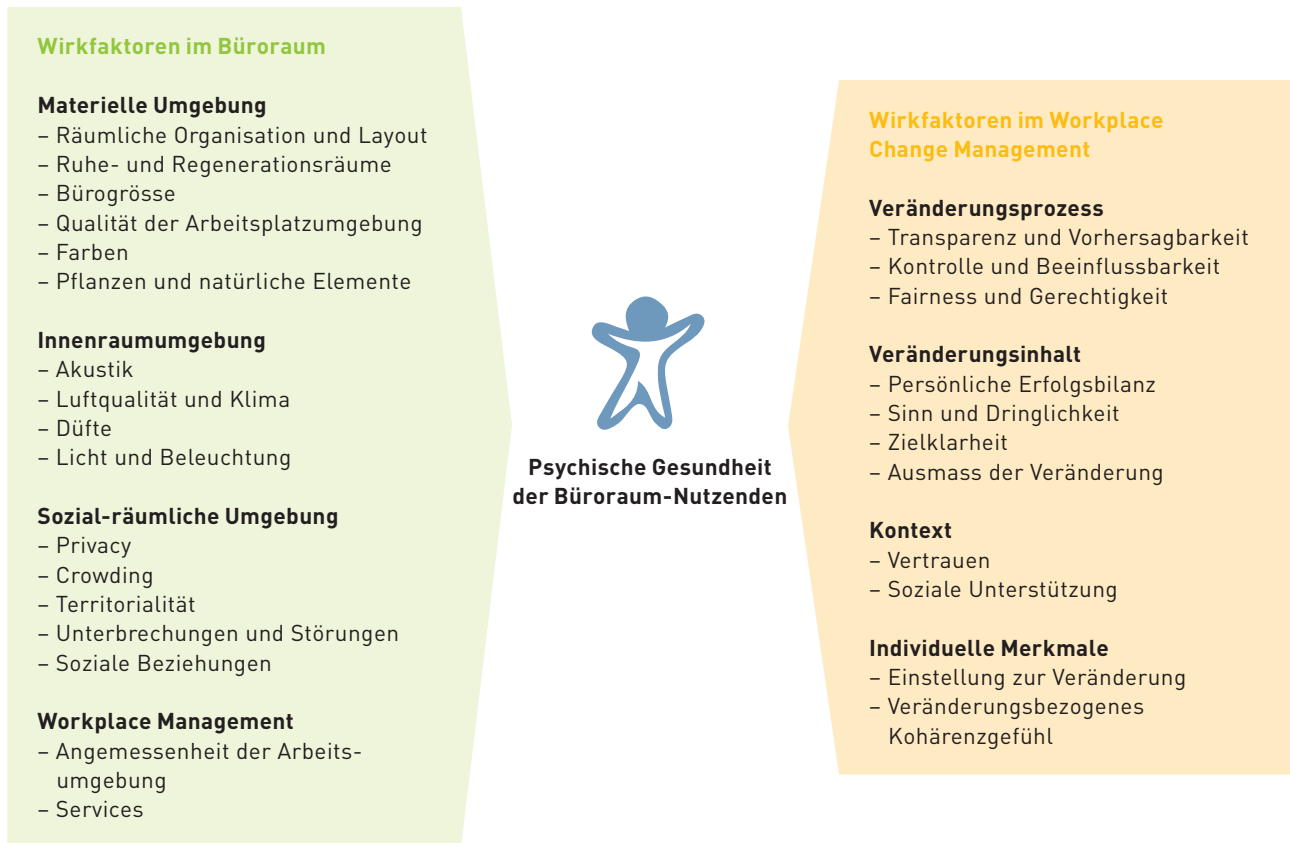 Wirkfaktoren im Büroraum
Materielle Umgebung
– Räumliche Organisation und Layout
– Ruhe- und Regenerationsräume
– Bürogrösse
– Qualität der Arbeitsplatzumgebung
– Farben
– Pflanzen und natürliche Elemente
Innenraumumgebung
– Akustik
– Luftqualität und Klima
– Düfte
– Licht und Beleuchtung
Sozial-räumliche Umgebung
– Privacy
– Crowding
– Territorialität
– Unterbrechungen und Störungen
– Soziale Beziehungen
Workplace Management
– Angemessenheit der Arbeits-
umgebung
– Services
Psychische Gesundheit
der Büroraum-Nutzenden
Wirkfaktoren im Workplace
Change Management
Veränderungsprozess
– Transparenz und Vorhersagbarkeit
– Kontrolle und Beeinflussbarkeit
– Fairness und Gerechtigkeit
Veränderungsinhalt
– Persönliche Erfolgsbilanz
– Sinn und Dringlichkeit
– Zielklarheit
– Ausmass der Veränderung
Kontext
– Vertrauen
– Soziale Unterstützung
Individuelle Merkmale
– Einstellung zur Veränderung
– Veränderungsbezogenes
Kohärenzgefühl